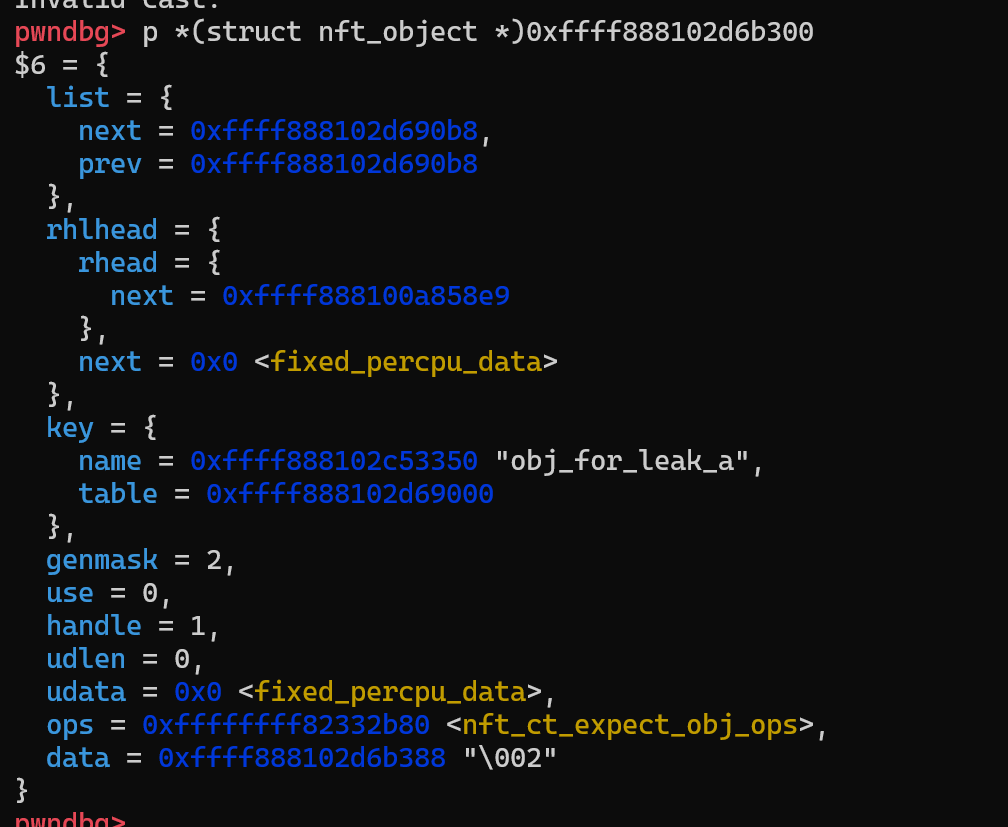 invalid cast.
pwndbg> p *(struct nft_object *)0xffff888102d6b300
$6 = {
  list = {
    next = 0xffff888102d690b8,
    prev = 0xffff888102d690b8
  },
  rhlhead = {
    rhead = {
      next = 0xffff888100a858e9
    },
    next = 0x0 <fixed_percpu_data>
  },
  key = {
    name = 0xffff888102c53350 "obj_for_leak_a",
    table = 0xffff888102d69000
  },
  genmask = 2,
  use = 0,
  handle = 1,
  udlen = 0,
  udata = 0x0 <fixed_percpu_data>,
  ops = 0xffffffff82332b80 <nft_ct_expect_obj_ops>,
  data = 0xffff888102d6b388 "\002"
}
pwndbg>